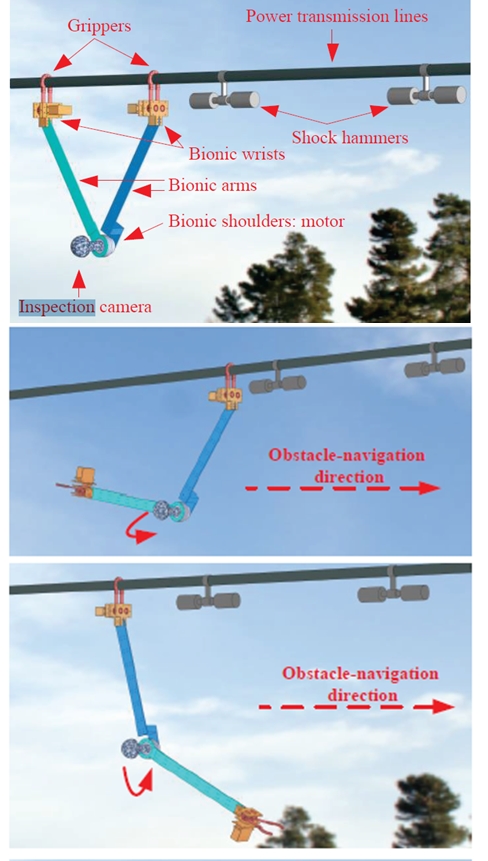 Power transmission lines
Grippers
Shock hammers
Bionic wrists
Bionic arms
Bionic shoulders: motor
Inspection camera
Obstacle-navigation
direction
Obstacle-navigation
direction